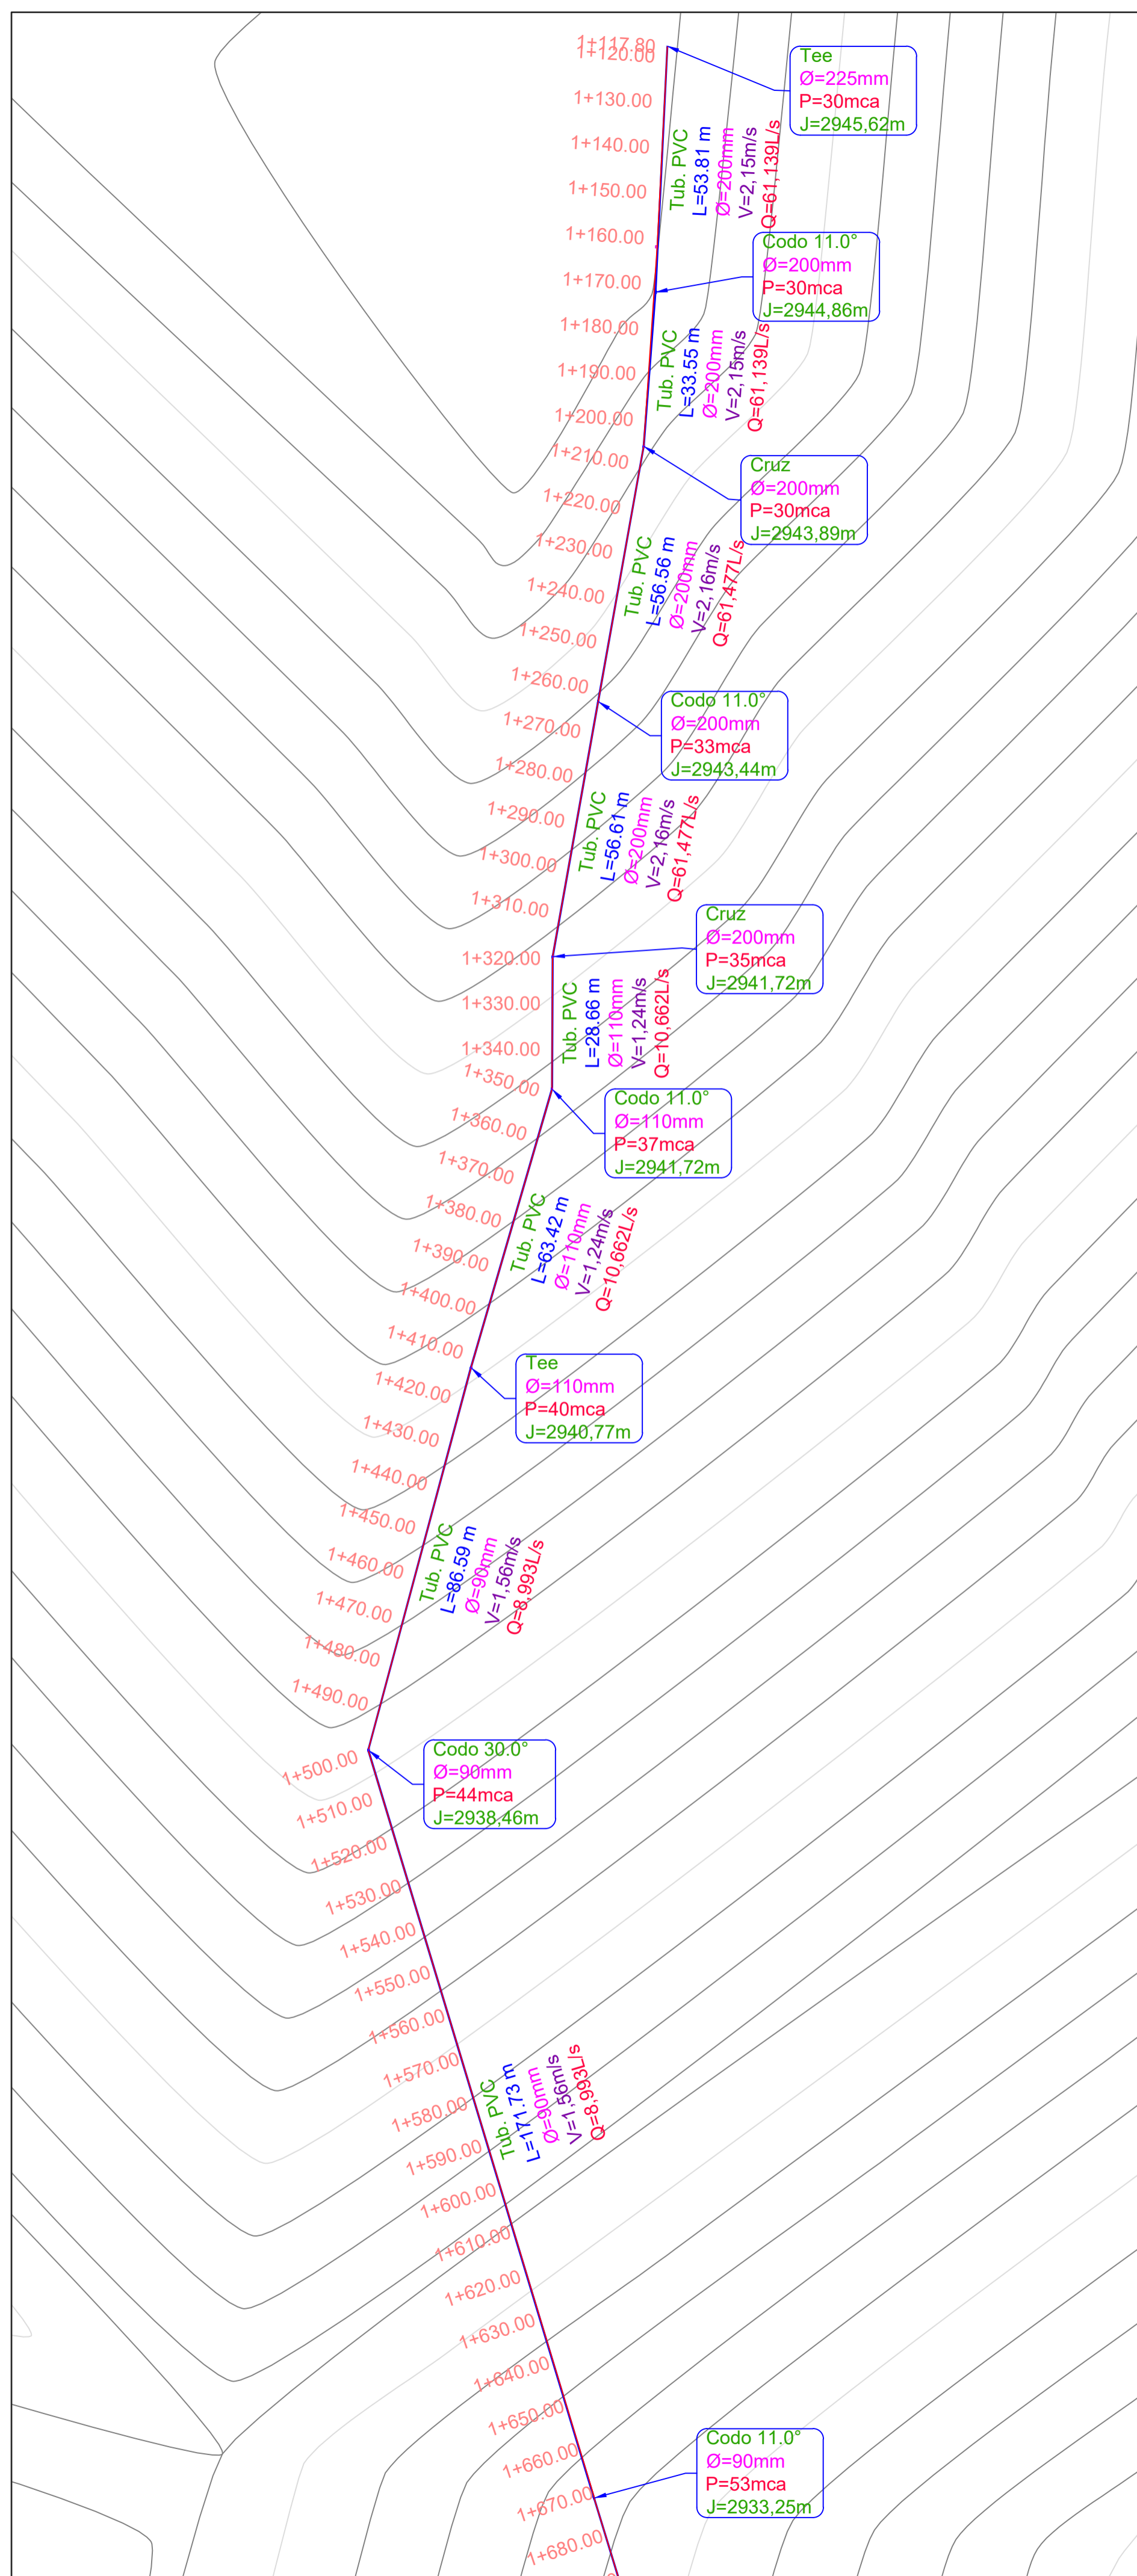 1+117.80
1+120.00
1+130.00
1+140.00
1+150.00
1+160.00
1+170.00
1+180.00
1+190.00
1+200.00
1+210.00
1+220.00
1+230.00
1+240.00
1+250.00
1+260.00
1+270.00
1+280.00
1+290.00
1+300.00
1+310.00
1+320.00
1+330.00
1+340.00
1+350.00
1+360.00
1+370.00
1+380.00
1+390.00
1+400.00
1+410.00
1+420.00
1+430.00
1+440.00
1+450.00
1+460.00
1+470.00
1+480.00
1+490.00
1+500.00
1+510.00
1+520.00
1+530.00
1+540.00
1+550.00
1+560.00
1+570.00
1+580.00
1+590.00
1+600.00
1+610.00
1+620.00
1+630.00
1+640.00
1+650.00
1+660.00
1+670.00
1+680.00
Tee
Ø=225mm
P=30mca
J=2945,62m
Tub. PVC
L=53.81 m
Ø=200mm
V=2,15m/s
Q=61,139L/s
Codo 11.0°
Ø=200mm
P=30mca
J=2944,86m
Tub. PVC
L=33.55 m
Ø=200mm
V=2,15m/s
Q=61,139L/s
Cruz
Ø=200mm
P=30mca
J=2943,89m
Tub. PVC
L=56.56 m
Ø=200mm
V=2,16m/s
Q=61,477L/s
Codo 11.0°
Ø=200mm
P=33mca
J=2943,44m
Tub. PVC
L=56.61 m
Ø=200mm
V=2,16m/s
Q=61,477L/s
Cruz
Ø=200mm
P=35mca
J=2941,72m
Tub. PVC
L=28.66 m
Ø=110mm
V=1,24m/s
Q=10,662L/s
Codo 11.0°
Ø=110mm
P=37mca
J=2941,72m
Tub. PVC
L=63.42 m
Ø=110mm
V=1,24m/s
Q=10,662L/s
Tee
Ø=110mm
P=40mca
J=2940,77m
Tub. PVC
L=86.59 m
Ø=90mm
V=1,56m/s
Q=8,993L/s
Codo 30.0°
Ø=90mm
P=44mca
J=2938,46m
Tub. PVC
L=171.73 m
Ø=90mm
V=1,56m/s
Q=8,993L/s
Codo 11.0°
Ø=90mm
P=53mca
J=2933,25m